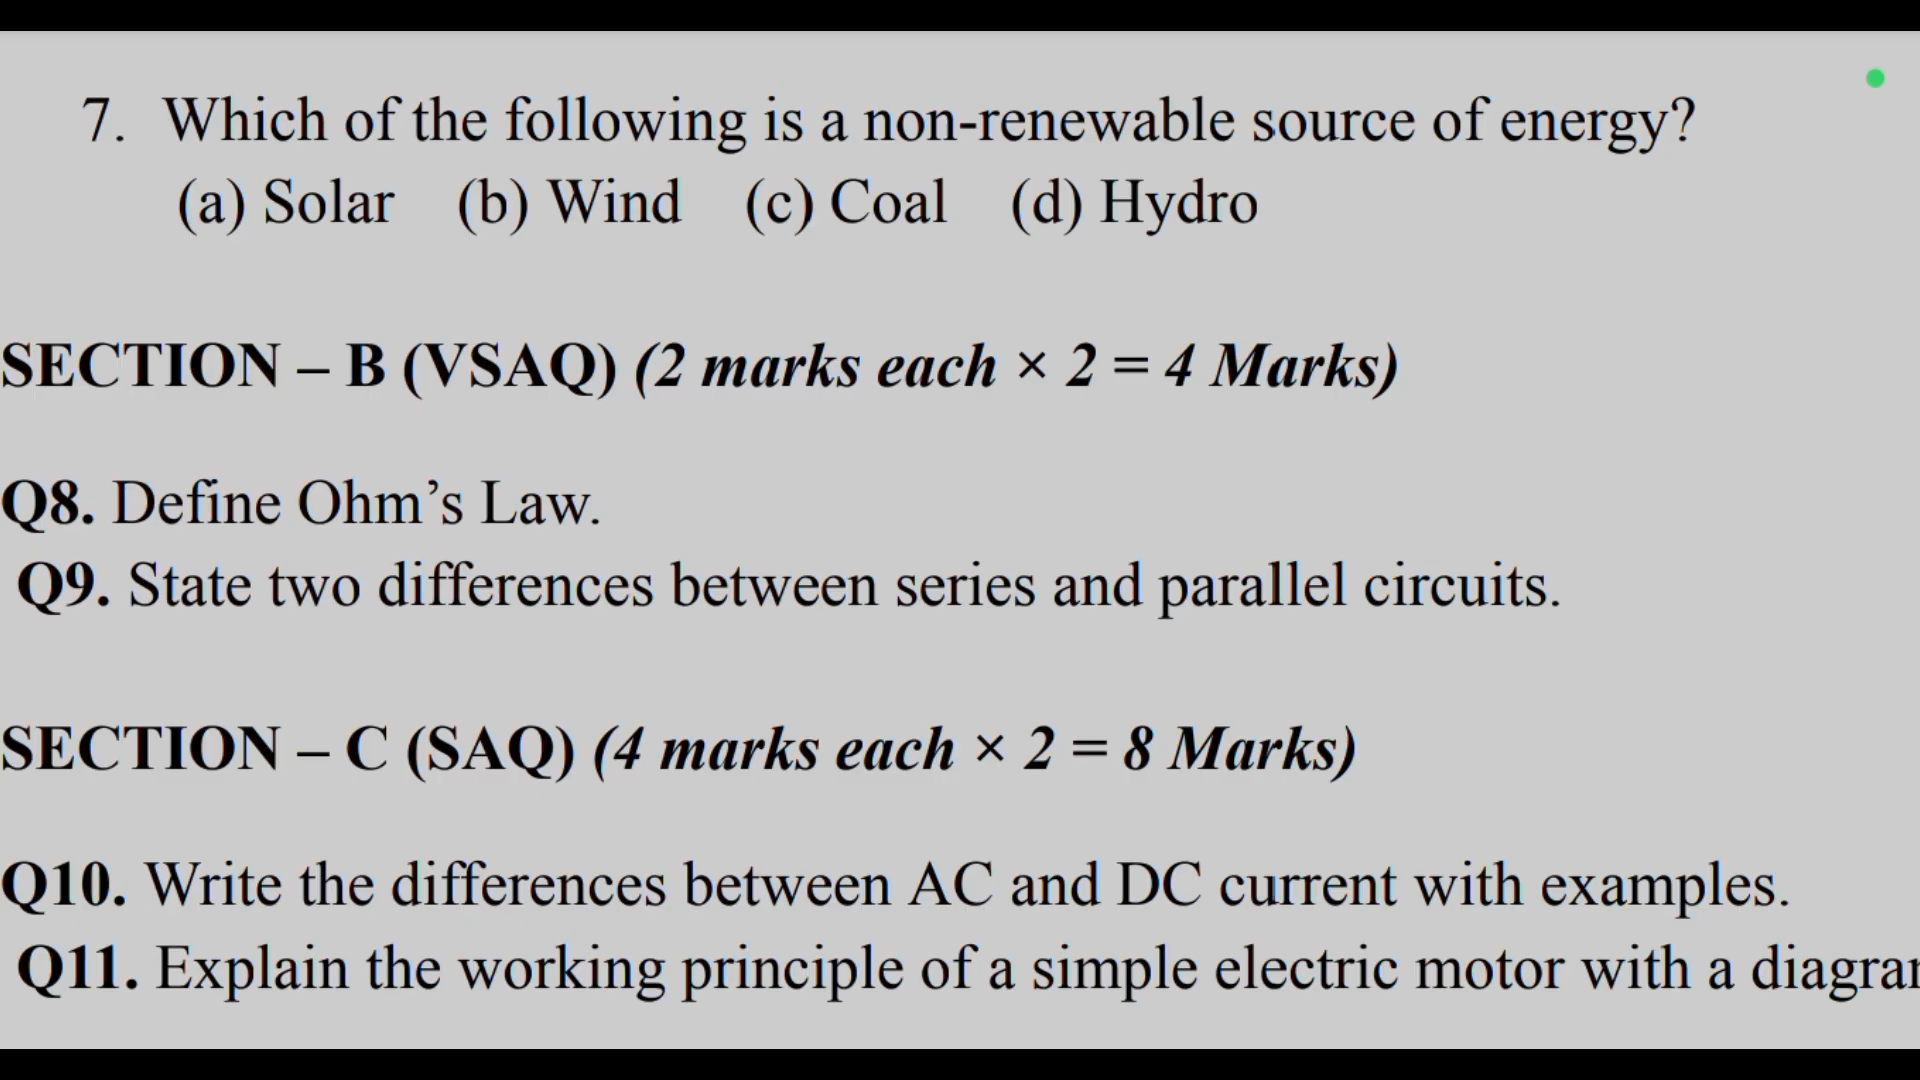 7. Which of the following is a non-renewable source of energy?
(a) Solar (b) Wind (c) Coal (d) Hydro
SECTION – B (VSAQ) (2 marks each × 2 = 4 Marks)
Q8. Define Ohm’s Law.
Q9. State two differences between series and parallel circuits.
SECTION – C (SAQ) (4 marks each × 2 = 8 Marks)
Q10. Write the differences between AC and DC current with examples.
Q11. Explain the working principle of a simple electric motor with a